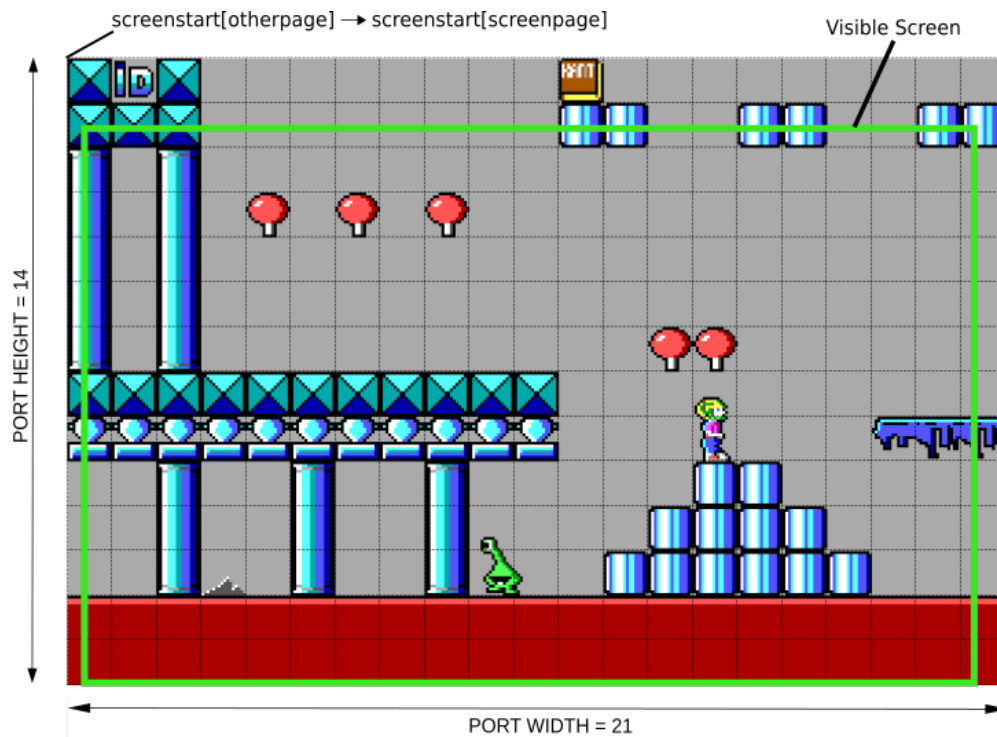 screenstart[otherpage] → screenstart[screenpage]
Visible Screen
iD
PORT HEIGHT = 14
PORT WIDTH = 21